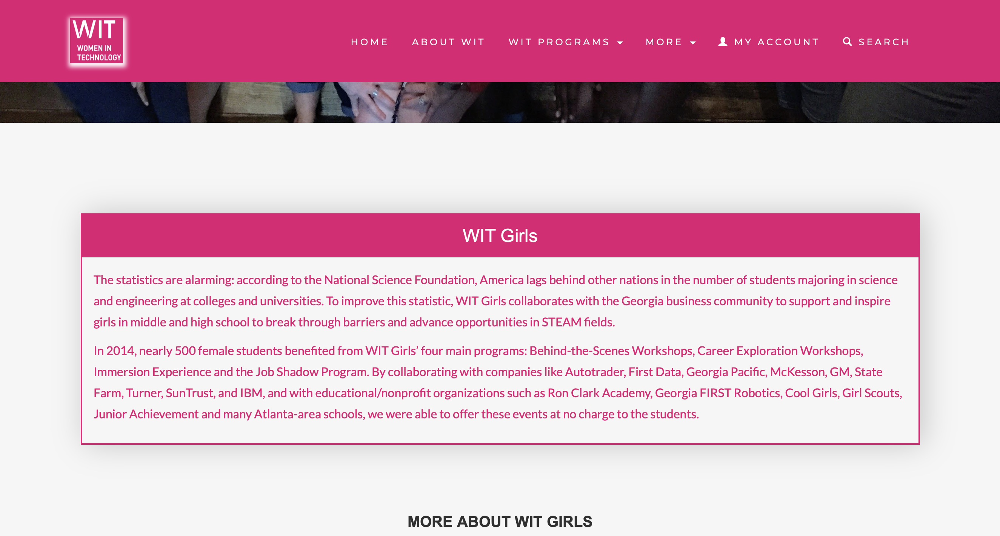 WIT
WOMEN IN
TECHNOLOGY
HOME ABOUT WIT WIT PROGRAMS MORE MY ACCOUNT SEARCH
WIT Girls
The statistics are alarming: according to the National Science Foundation, America lags behind other nations in the number of students majoring in science
and engineering at colleges and universities. To improve this statistic, WIT Girls collaborates with the Georgia business community to support and inspire
girls in middle and high school to break through barriers and advance opportunities in STEAM fields.
In 2014, nearly 500 female students benefited from WIT Girls’ four main programs: Behind-the-Scenes Workshops, Career Exploration Workshops,
Immersion Experience and the Job Shadow Program. By collaborating with companies like Autotrader, First Data, Georgia Pacific, McKesson, GM, State
Farm, Turner, SunTrust, and IBM, and with educational/nonprofit organizations such as Ron Clark Academy, Georgia FIRST Robotics, Cool Girls, Girl Scouts,
Junior Achievement and many Atlanta-area schools, we were able to offer these events at no charge to the students.
MORE ABOUT WIT GIRLS